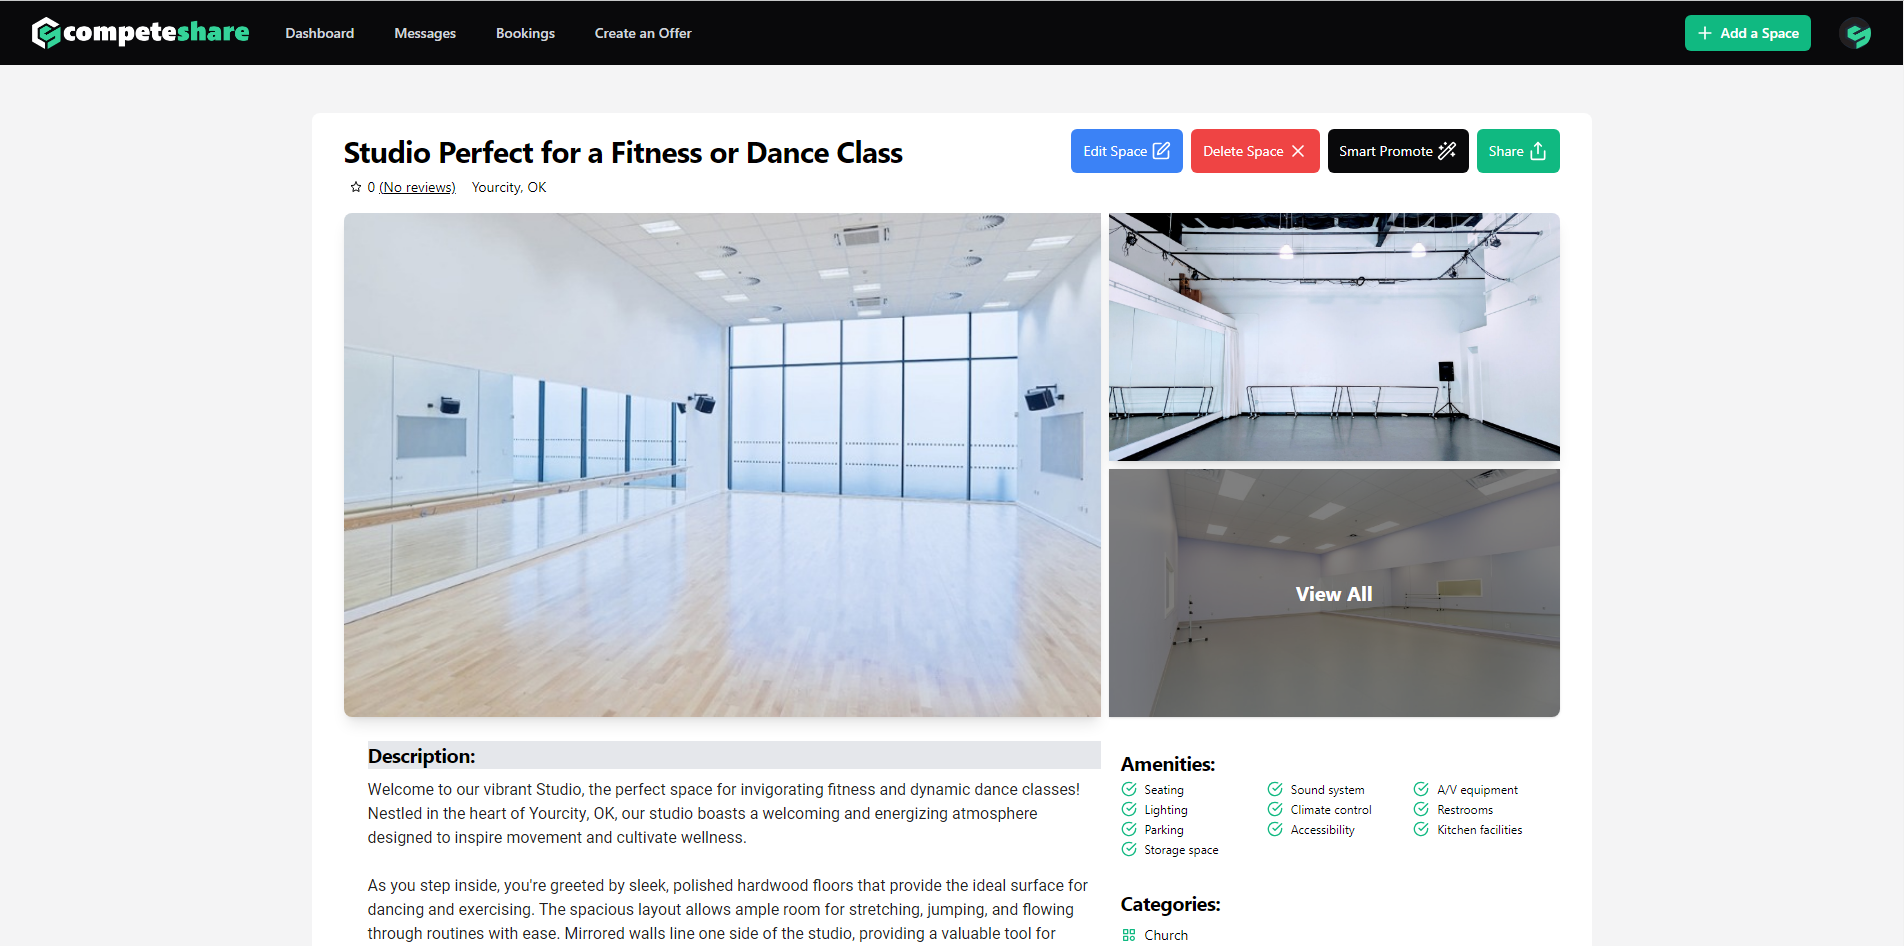 competeshare
Dashboard
Messages
Bookings
Create an Offer
Add a Space
Studio Perfect for a Fitness or Dance Class
Edit Space
Delete Space
Smart Promote
Share
0 (No reviews)
Yourcity, OK
View All
Description:
Welcome to our vibrant Studio, the perfect space for invigorating fitness and dynamic dance classes!
Nestled in the heart of Yourcity, OK, our studio boasts a welcoming and energizing atmosphere
designed to inspire movement and cultivate wellness.
As you step inside, you're greeted by sleek, polished hardwood floors that provide the ideal surface for
dancing and exercising. The spacious layout allows ample room for stretching, jumping, and flowing
through routines with ease. Mirrored walls line one side of the studio, providing a valuable tool for
Amenities:
Seating
Sound system
A/V equipment
Lighting
Climate control
Restrooms
Parking
Accessibility
Kitchen facilities
Storage space
Categories:
Church